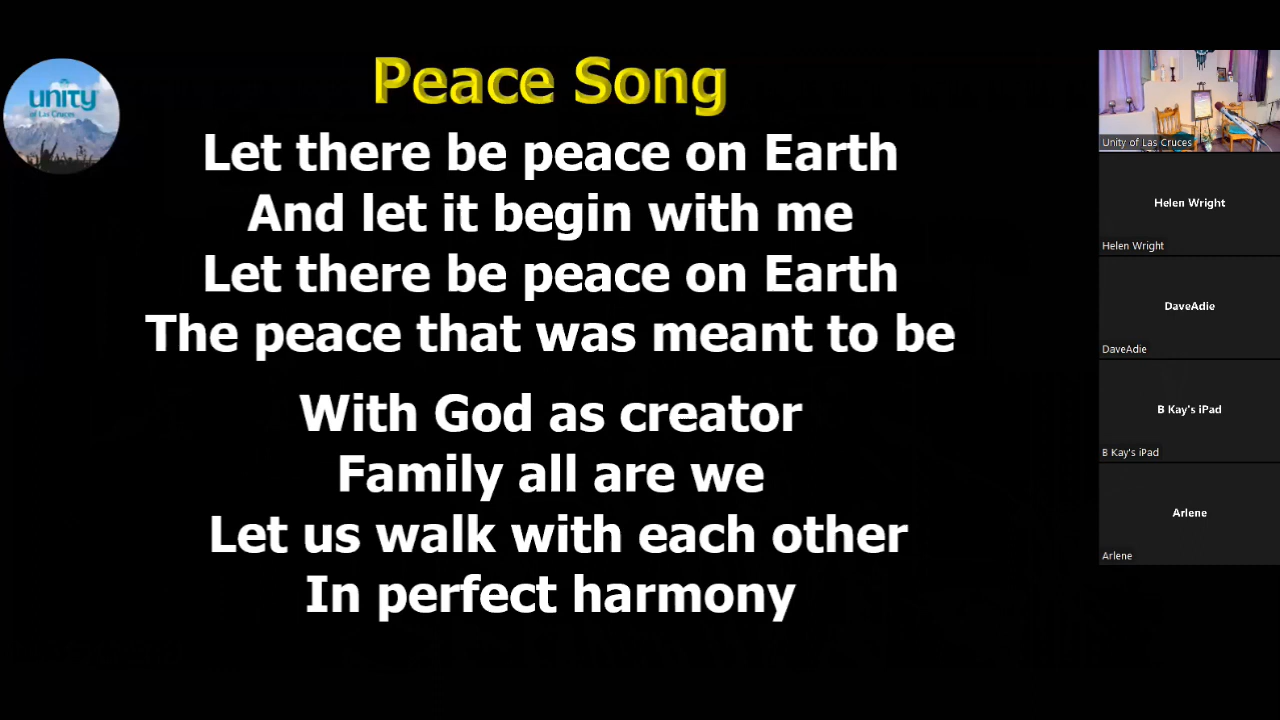 Peace Song
unity
of Las Cruces
Let there be peace on Earth
And let it begin with me
Let there be peace on Earth
The peace that was meant to be
With God as creator
Family all are we
Let us walk with each other
In perfect harmony
Unity of Las Cruces
Helen Wright
Helen Wright
DaveAdie
DaveAdie
B Kay's iPad
B Kay's iPad
Arlene
Arlene